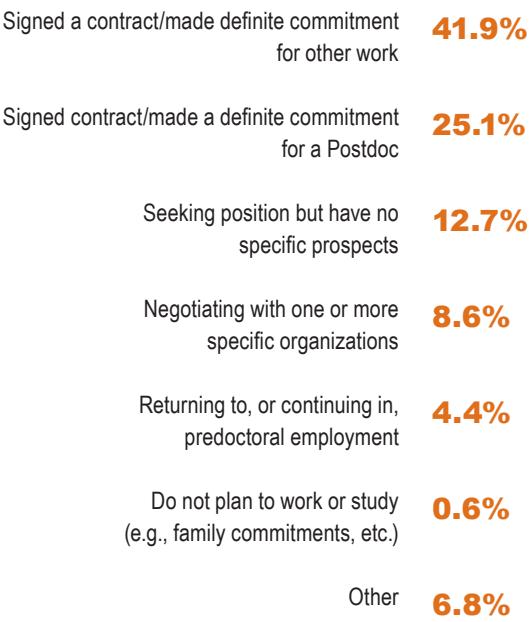 Signed a contract/made definite commitment
for other work
41.9%
Signed contract/made a definite commitment
for a Postdoc
25.1%
Seeking position but have no
specific prospects
12.7%
Negotiating with one or more
specific organizations
8.6%
Returning to, or continuing in,
predoctoral employment
4.4%
Do not plan to work or study
(e.g., family commitments, etc.)
0.6%
Other
6.8%